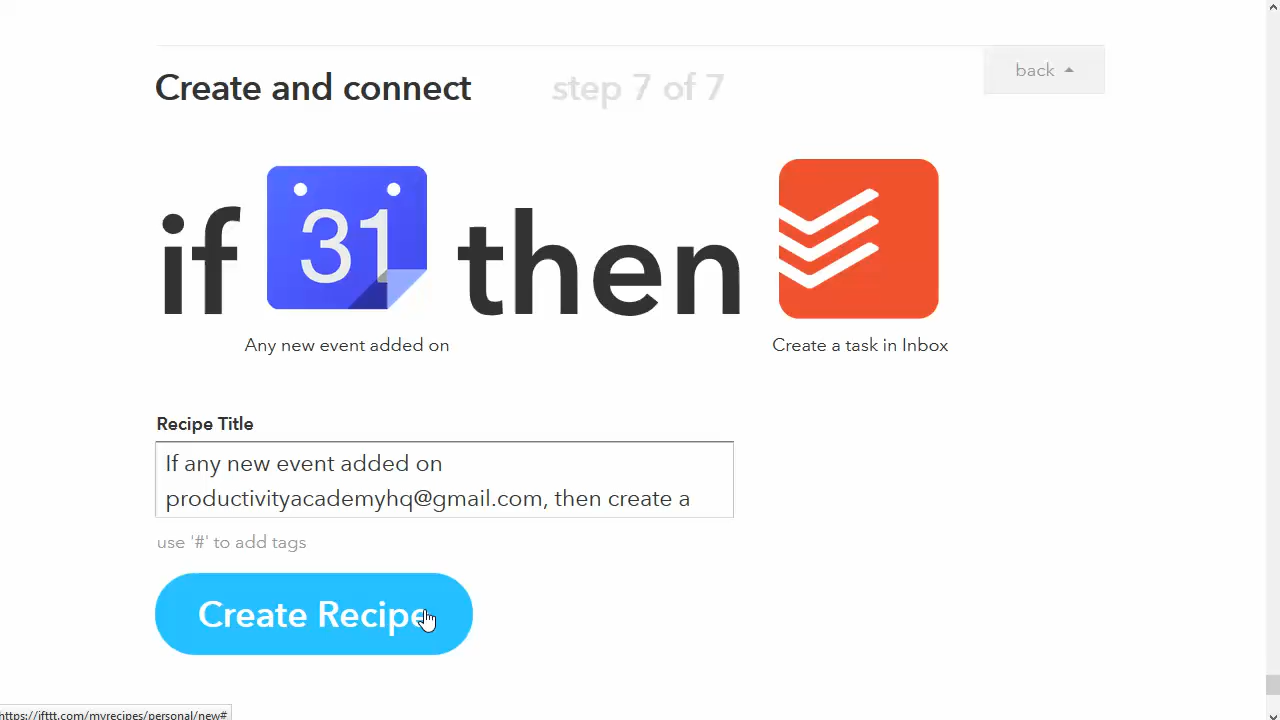 Create and connect
step 7 of 7
back
if 31 then
Any new event added on
Create a task in Inbox
Recipe Title
If any new event added on
productivityacademyhq@gmail.com, then create a
use '#' to add tags
Create Recipe
https://ifttt.com/myrecipes/personal/new#